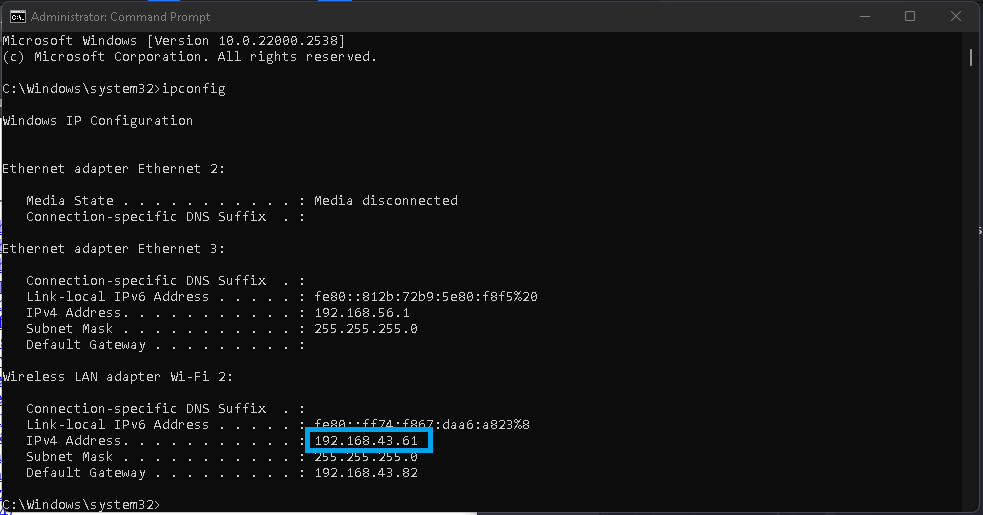 Administrator: Command Prompt
Microsoft Windows [Version 10.0.22000.2538]
(c) Microsoft Corporation. All rights reserved.
C:\Windows\system32>ipconfig
Windows IP Configuration
Ethernet adapter Ethernet 2:
Media State . . . . . . . . . . . : Media disconnected
Connection-specific DNS Suffix  . :
Ethernet adapter Ethernet 3:
Connection-specific DNS Suffix  . :
Link-local IPv6 Address . . . . . : fe80::812b:72b9:5e80:f8f5%20
IPv4 Address. . . . . . . . . . . : 192.168.56.1
Subnet Mask . . . . . . . . . . . : 255.255.255.0
Default Gateway . . . . . . . . . :
Wireless LAN adapter Wi-Fi 2:
Connection-specific DNS Suffix  . :
Link-local IPv6 Address . . . . . : fe80::ff74:f867:daa6:a823%8
IPv4 Address. . . . . . . . . . . : 192.168.43.61
Subnet Mask . . . . . . . . . . . : 255.255.255.0
Default Gateway . . . . . . . . . : 192.168.43.82
C:\Windows\system32>